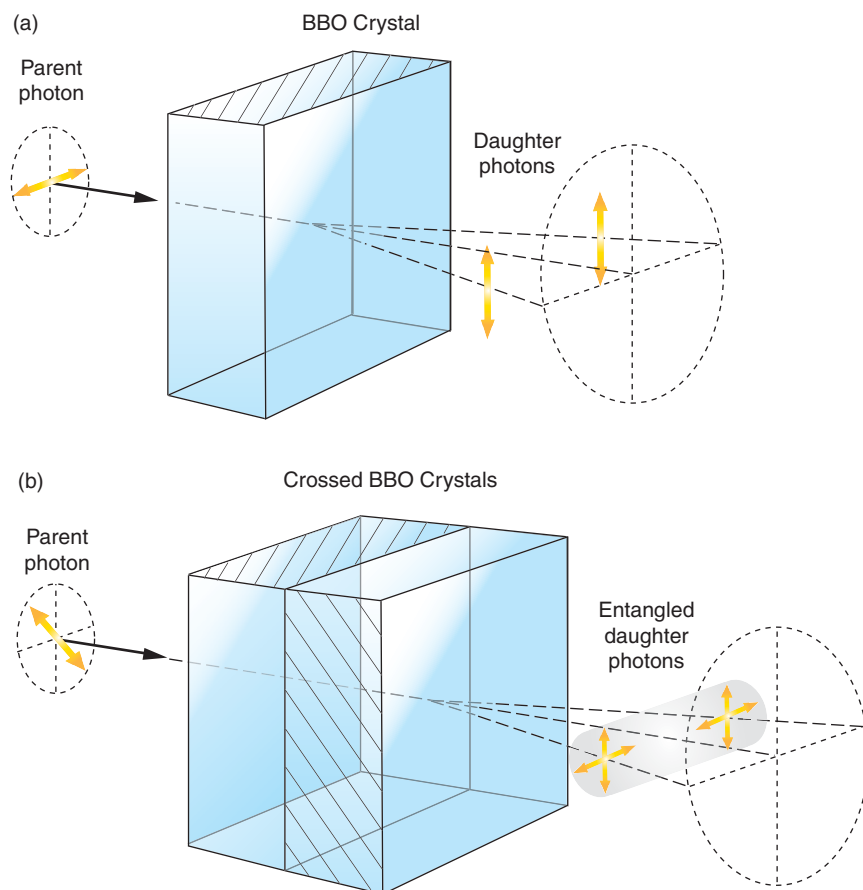 (a)
BBO Crystal
Parent
photon
Daughter
photons
(b)
Crossed BBO Crystals
Parent
photon
Entangled
daughter
photons